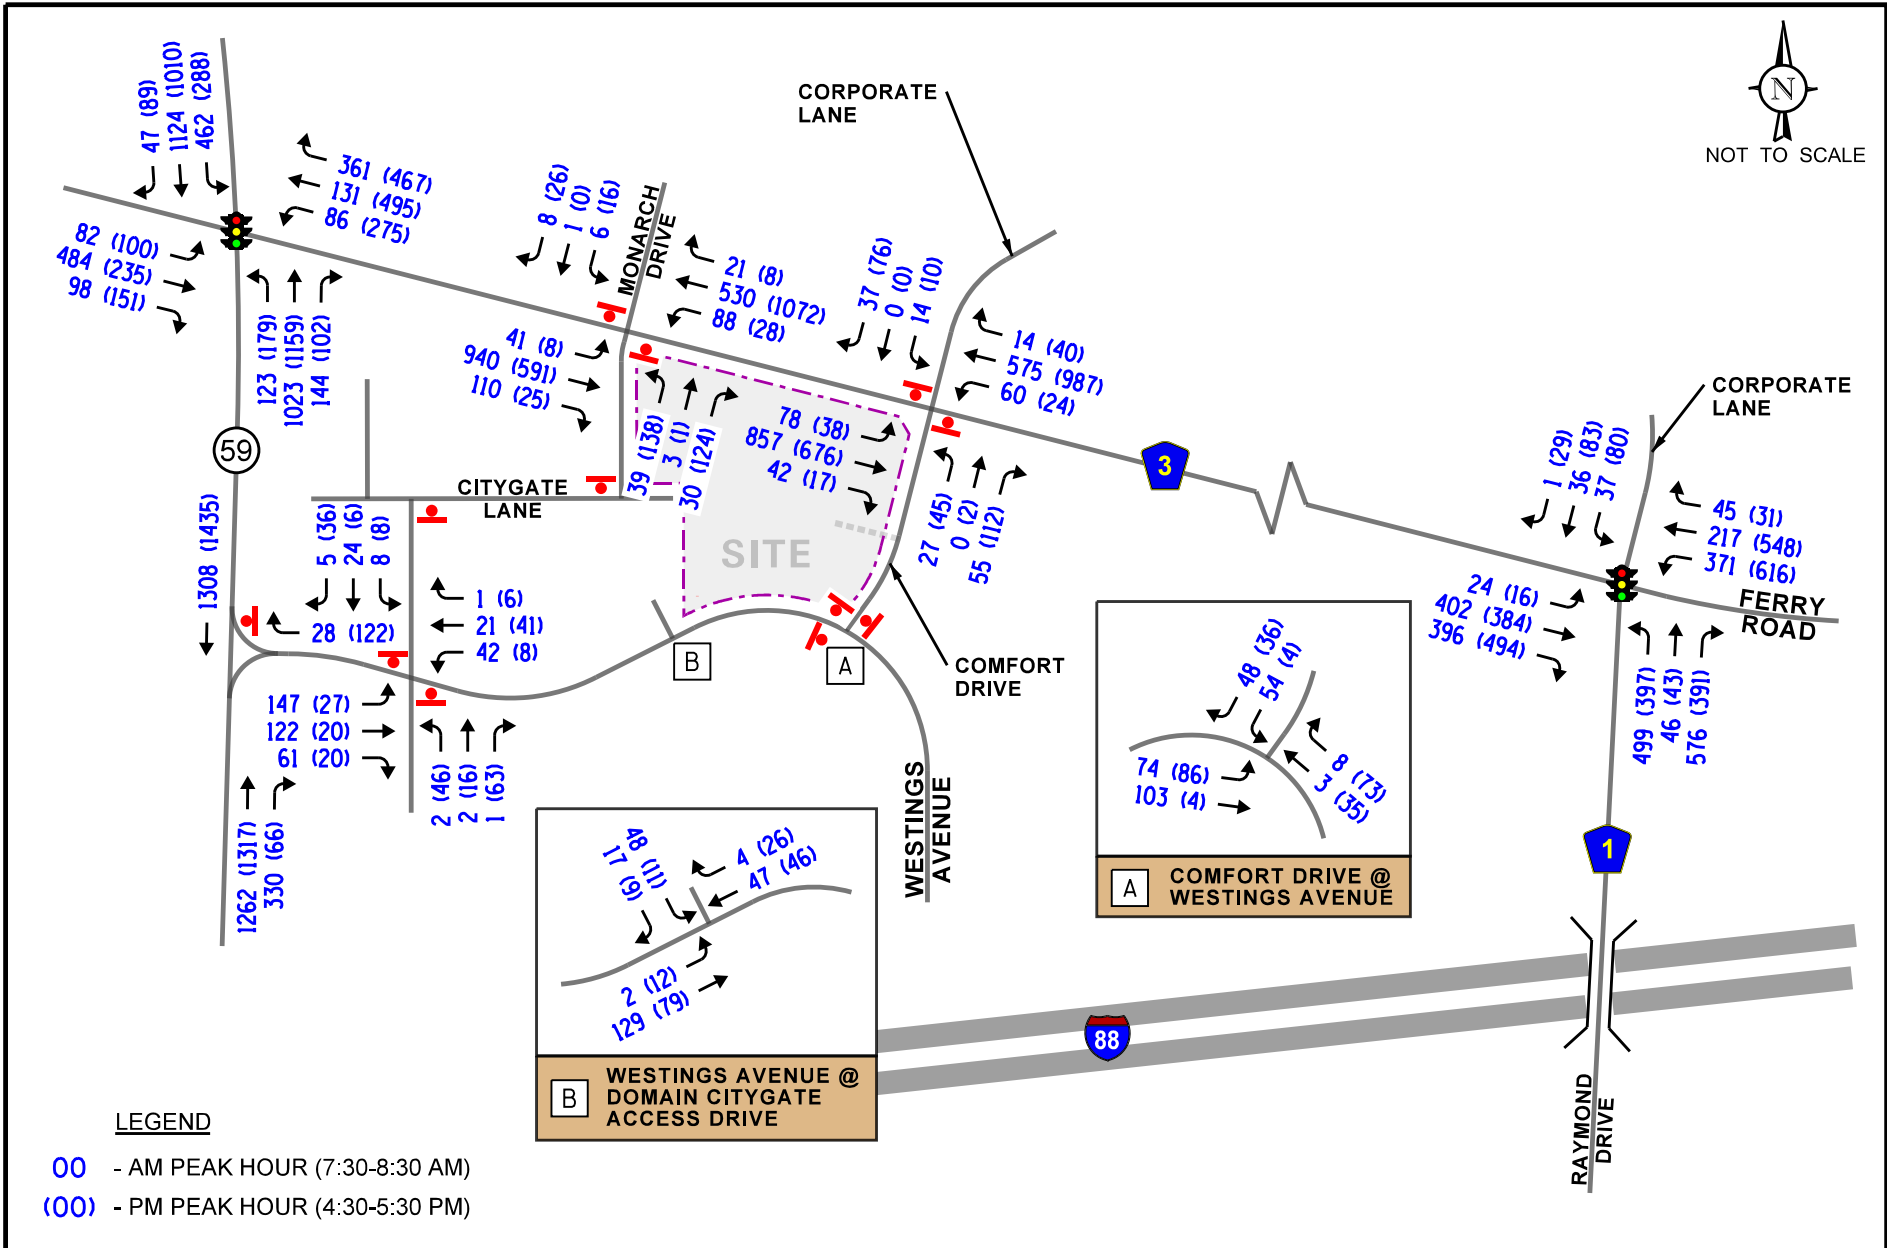 47 (89)
1124 (1010)
462 (288)
361 (467)
131 (495)
86 (275)
82 (100)
484 (235)
98 (151)
123 (179)
1023 (1159)
144 (102)
59
8 (26)
1 (0)
6 (16)
MONARCH
DRIVE
21 (8)
530 (1072)
88 (28)
41 (8)
940 (591)
110 (25)
39 (138)
3 (1)
30 (124)
CORPORATE
LANE
37 (76)
0 (0)
14 (10)
14 (40)
575 (987)
60 (24)
78 (38)
857 (676)
42 (17)
27 (45)
0 (2)
55 (112)
N
NOT TO SCALE
3
CORPORATE
LANE
1 (29)
36 (83)
37 (80)
45 (31)
217 (548)
371 (616)
24 (16)
402 (384)
396 (494)
FERRY
ROAD
499 (397)
46 (43)
576 (391)
CITYGATE
LANE
SITE
1308 (1435)
5 (36)
24 (6)
8 (8)
28 (122)
1 (6)
21 (41)
42 (8)
147 (27)
122 (20)
61 (20)
2 (46)
2 (16)
1 (63)
1262 (1317)
330 (66)
B
A
COMFORT
DRIVE
WESTINGS
AVENUE
48 (36)
54 (4)
74 (86)
103 (4)
8 (73)
3 (35)
A
COMFORT DRIVE @
WESTINGS AVENUE
48 (11)
17 (9)
4 (26)
47 (46)
2 (12)
129 (79)
B
WESTINGS AVENUE @
DOMAIN CITYGATE
ACCESS DRIVE
1
88
RAYMOND
DRIVE
LEGEND
00 - AM PEAK HOUR (7:30-8:30 AM)
(00) - PM PEAK HOUR (4:30-5:30 PM)